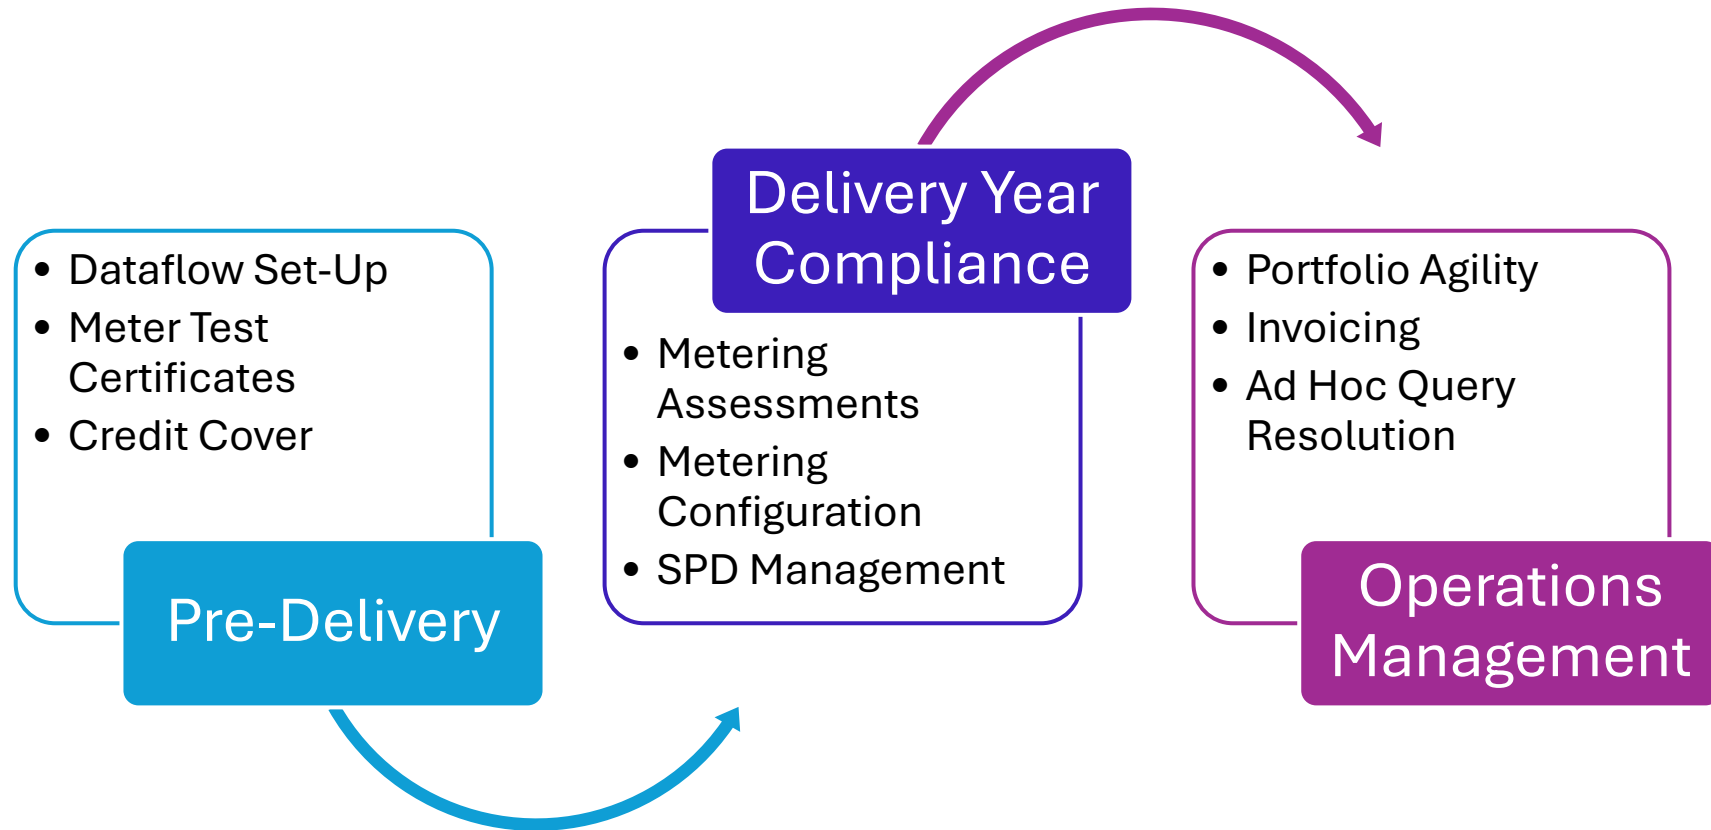 • Dataflow Set-Up
• Meter Test
Certificates
• Credit Cover
Pre-Delivery
Delivery Year
Compliance
• Metering
Assessments
• Metering
Configuration
• SPD Management
• Portfolio Agility
• Invoicing
• Ad Hoc Query
Resolution
Operations
Management